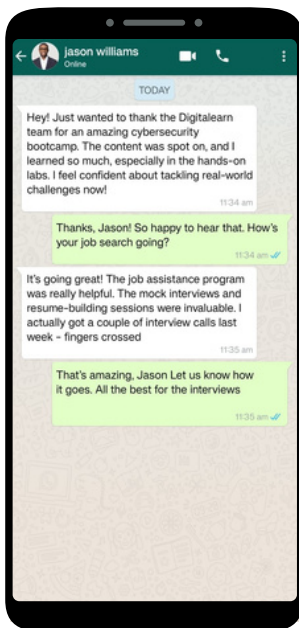 jason williams
Online
TODAY
Hey! Just wanted to thank the Digitalearn
team for an amazing cybersecurity
bootcamp. The content was spot on, and I
learned so much, especially in the hands-on
labs. I feel confident about tackling real-world
challenges now!
11:34 am
Thanks, Jason! So happy to hear that. How's
your job search going?
11:34 am
It's going great! The job assistance program
was really helpful. The mock interviews and
resume-building sessions were invaluable. I
actually got a couple of interview calls last
week - fingers crossed
11:35 am
That's amazing, Jason Let us know how
it goes. All the best for the interviews
11:35 am